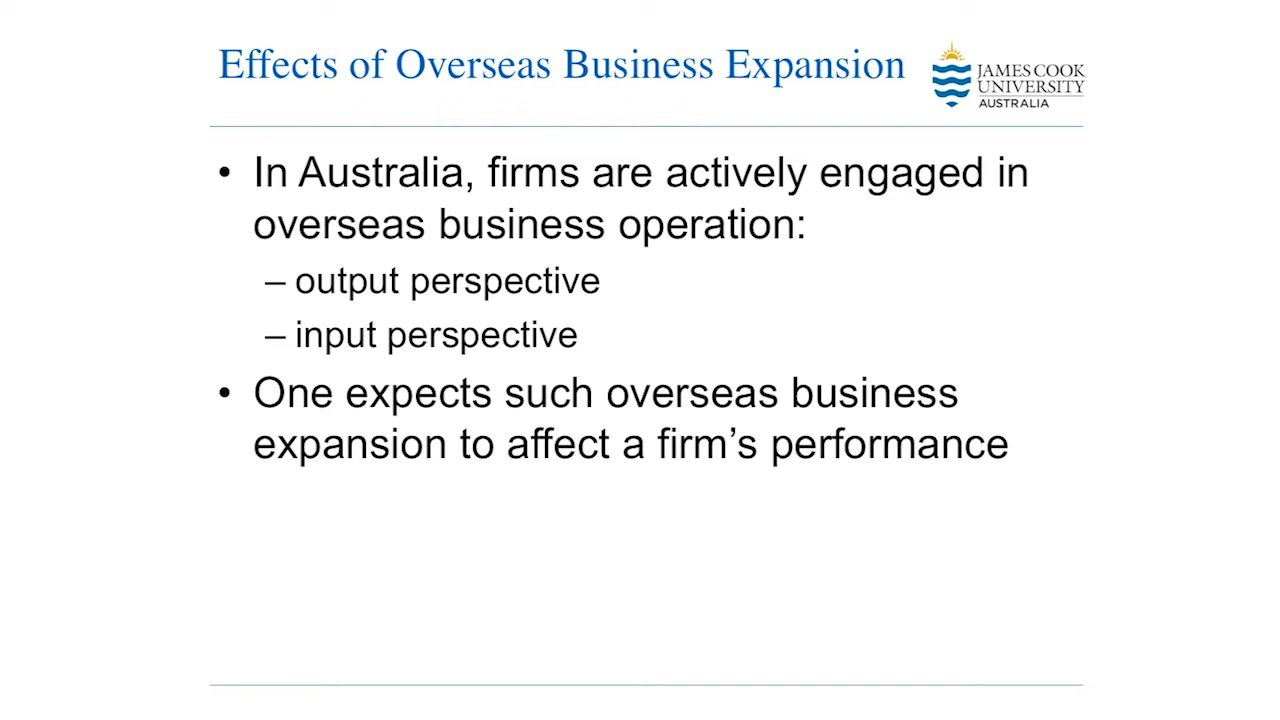 Effects of Overseas Business Expansion
JAMES COOK
UNIVERSITY
AUSTRALIA
• In Australia, firms are actively engaged in
overseas business operation:
– output perspective
– input perspective
• One expects such overseas business
expansion to affect a firm’s performance